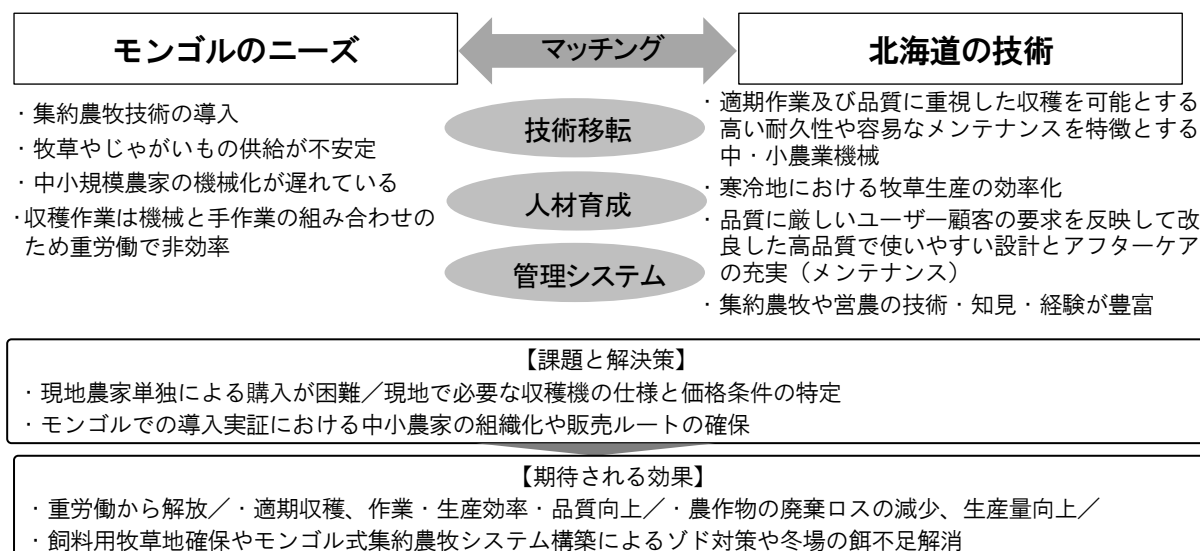 モンゴルのニーズ
マッチング
北海道の技術
・集約農牧技術の導入
・牧草やじゃがいもの供給が不安定
・中小規模農家の機械化が遅れている
・収穫作業は機械と手作業の組み合わせの
ため重労働で非効率
技術移転
人材育成
管理システム
・適期作業及び品質に重視した収穫を可能とする
高い耐久性や容易なメンテナンスを特徴とする
中・小農業機械
・寒冷地における牧草生産の効率化
・品質に厳しいユーザー顧客の要求を反映して改
良した高品質で使いやすい設計とアフターケア
の充実（メンテナンス）
・集約農牧や営農の技術・知見・経験が豊富
【課題と解決策】
・現地農家単独による購入が困難／現地で必要な収穫機の仕様と価格条件の特定
・モンゴルでの導入実証における中小農家の組織化や販売ルートの確保
【期待される効果】
・重労働から解放／・適期収穫、作業・生産効率・品質向上／・農作物の廃棄ロスの減少、生産量向上／
・飼料用牧草地確保やモンゴル式集約農牧システム構築によるゾド対策や冬場の餌不足解消